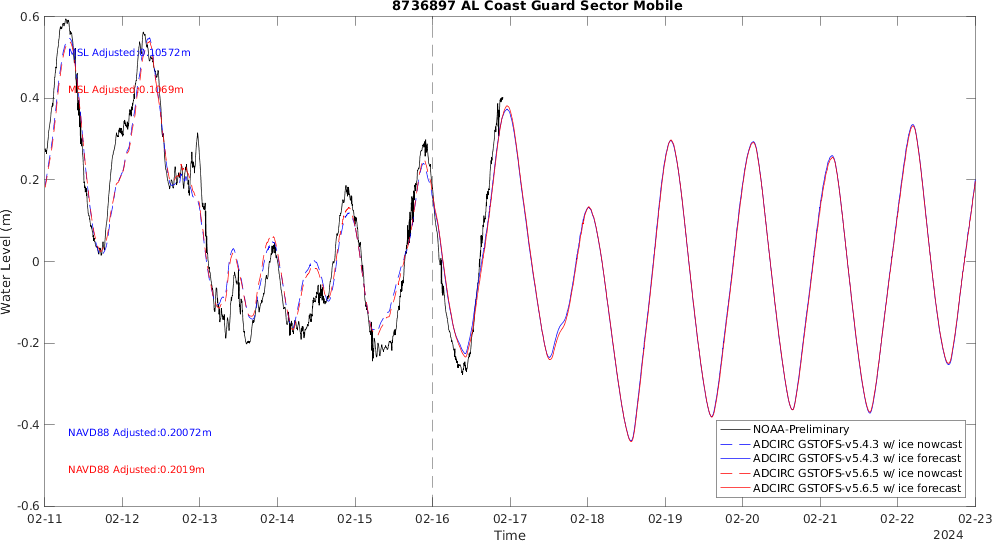 8736897 AL Coast Guard Sector Mobile
0.6
0.4
0.2
0
-0.2
-0.4
-0.6
Water Level (m)
MSL Adjusted:0.10572m
MSL Adjusted:0.1069m
NAVD88 Adjusted:0.20072m
NAVD88 Adjusted:0.2019m
NOAA-Preliminary
ADCIRC GSTOFS-v5.4.3 w/ ice nowcast
ADCIRC GSTOFS-v5.4.3 w/ ice forecast
ADCIRC GSTOFS-v5.6.5 w/ ice nowcast
ADCIRC GSTOFS-v5.6.5 w/ ice forecast
02-11 02-12 02-13 02-14 02-15 02-16 02-17 02-18 02-19 02-20 02-21 02-22 02-23
Time
2024